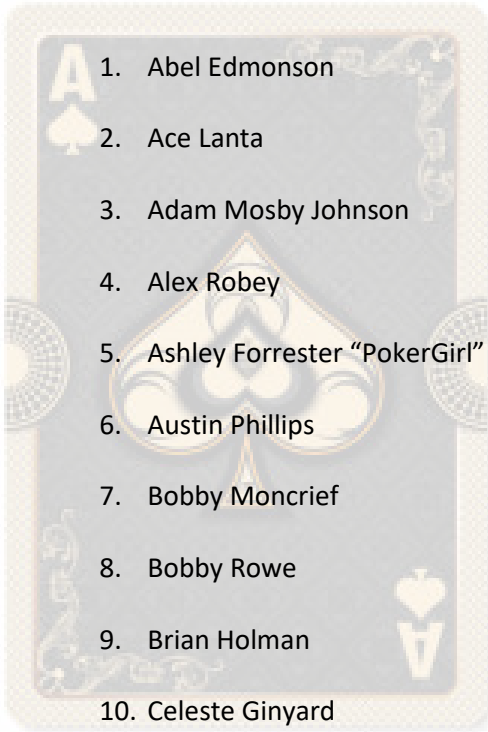 A
1. Abel Edmonson
2. Ace Lanta
3. Adam Mosby Johnson
4. Alex Robey
5. Ashley Forrester “PokerGirl”
6. Austin Phillips
7. Bobby Moncrief
8. Bobby Rowe
9. Brian Holman
A
10. Celeste Ginyard